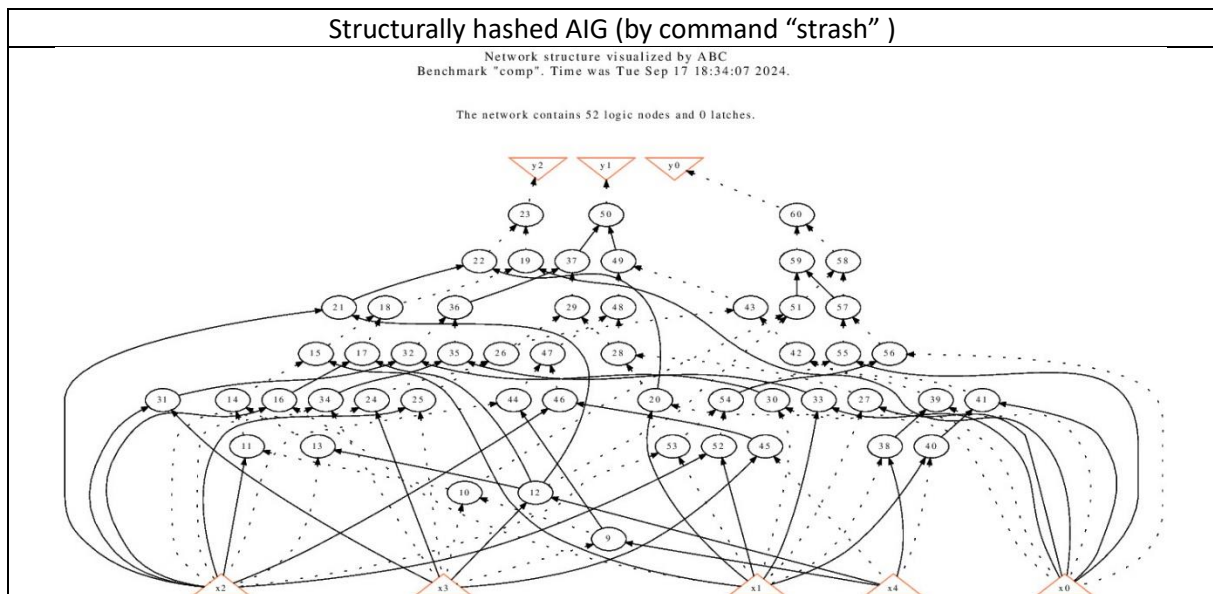 Structurally hashed AIG (by command “strash” )
Network structure visualized by ABC
Benchmark "comp". Time was Tue Sep 17 18:34:07 2024.
The network contains 52 logic nodes and 0 latches.
y2 y1 y0
23 50 60
22 19 37 49 59 58
21 18 36 29 48 43 51 57
15 17 32 35 26 47 28 42 55 56
31 14 16 34 24 25 44 46 20 54 30 33 27 39 41
11 13 53 52 45 38 40
10 12
9
x2 x3 x1 x4 x0